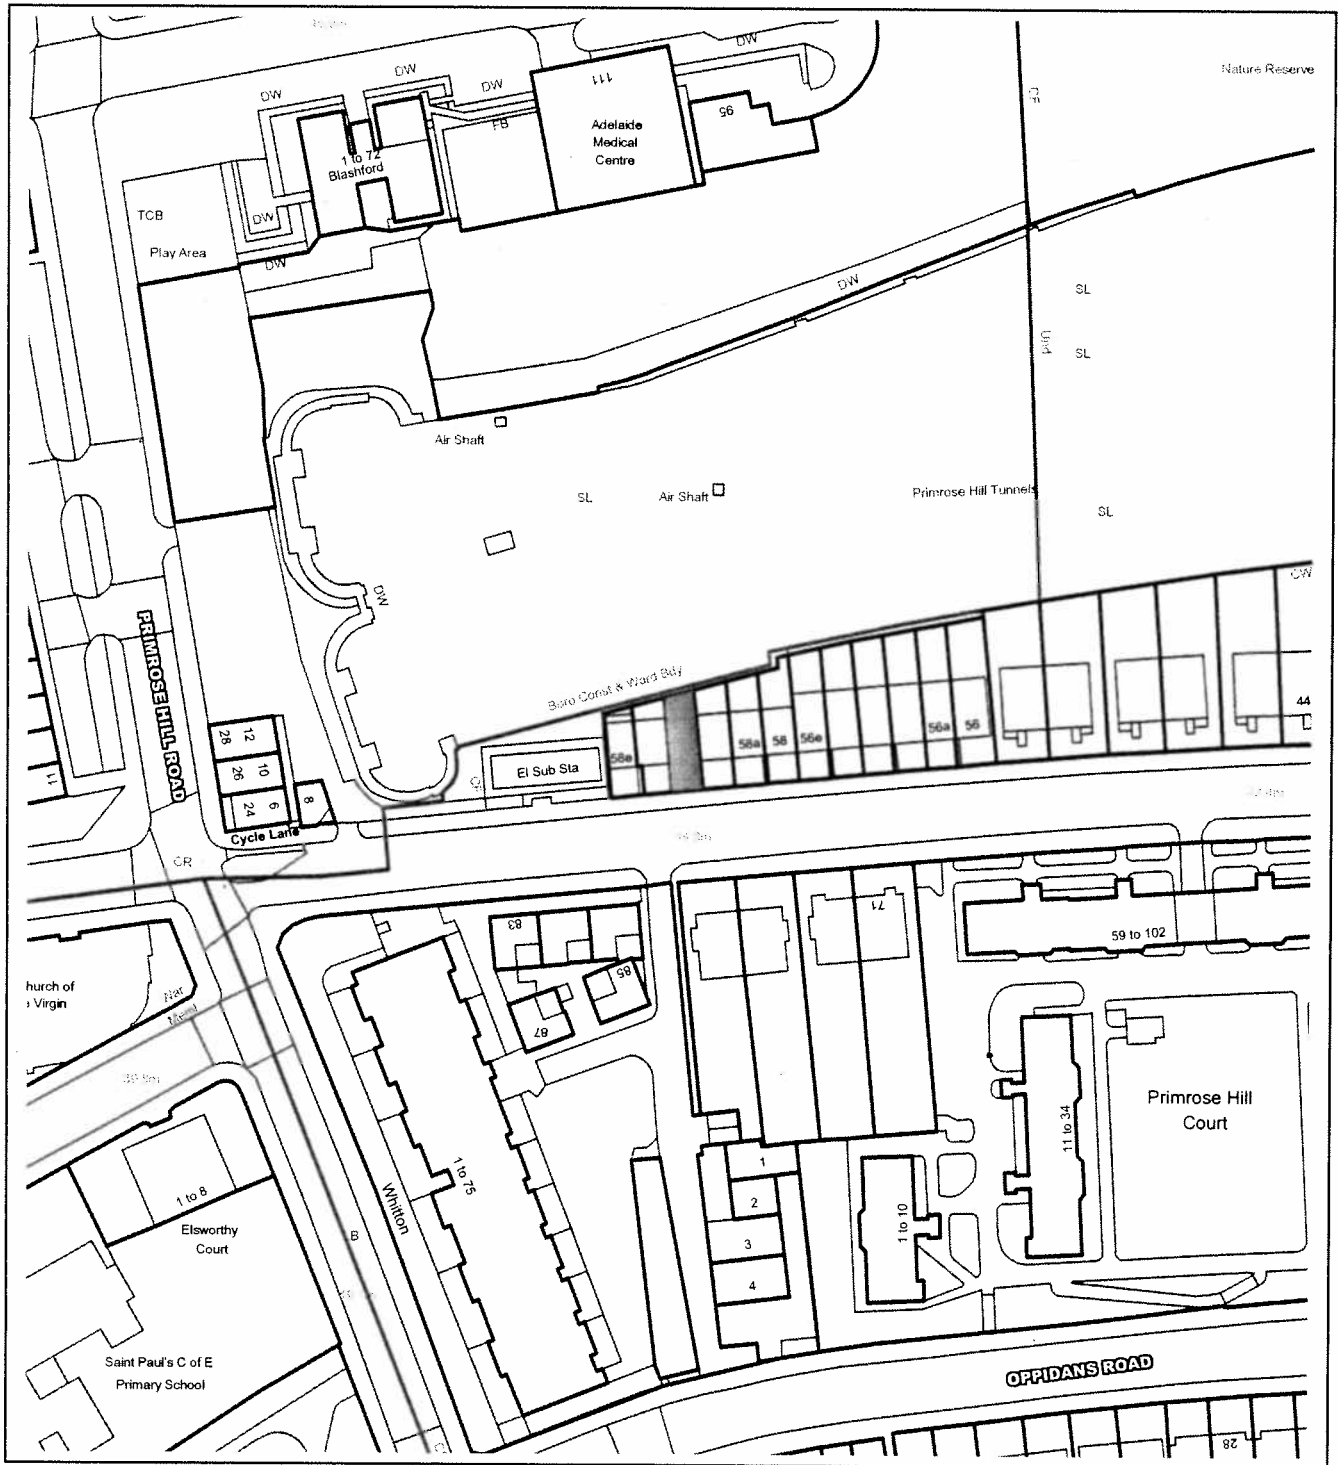 DW
DW
DW
DW
111
Nature Reserve
CF
Adelaide
Medical
Centre
95
FB
1 to 72
Blashford
TCB
DW
Play Area
DW
DW
SL
Und
SL
Air Shaft
SL
Air Shaft
Primrose Hill Tunnels
SL
DW
CW
PRIMROSE HILL ROAD
Boro Const & Ward Bdy
28
12
26
10
24
6
8
11
El Sub Sta
58e
58a
58
56e
56a
56
44
Cycle Lane
CR
83
71
59 to 102
85
87
Church of
Virgin
War
Meml
1 to 8
Elsworthy
Court
Whitton
1 to 75
B
1
2
3
4
1 to 10
11 to 34
Primrose Hill
Court
Saint Paul's C of E
Primary School
OPPIDANS ROAD
28